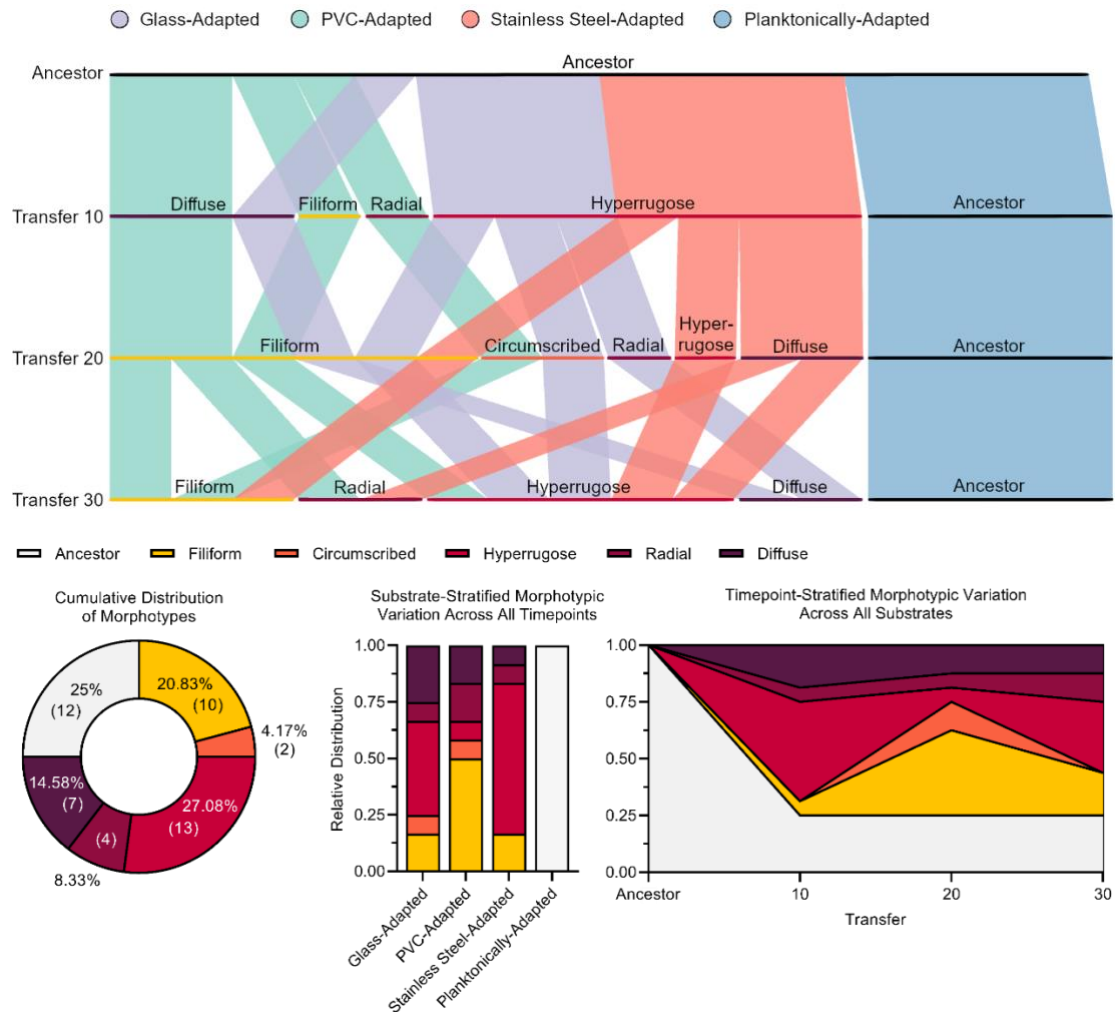 Glass-Adapted PVC-Adapted Stainless Steel-Adapted Planktonically-Adapted
Ancestor
Ancestor
Transfer 10
Diffuse Filiform Radial Hyperrugose Ancestor
Transfer 20
Filiform Circumscribed Radial Hyper-
rugose Diffuse Ancestor
Transfer 30
Filiform Radial Hyperrugose Diffuse Ancestor
Ancestor Filiform Circumscribed Hyperrugose Radial Diffuse
Cumulative Distribution
of Morphotypes
25%
(12)
20.83%
(10)
4.17%
(2)
27.08%
(13)
(4)
8.33%
14.58%
(7)
Substrate-Stratified Morphotypic
Variation Across All Timepoints
Relative Distribution
1.00
0.75
0.50
0.25
0.00
Glass-Adapted
PVC-Adapted
Stainless Steel-Adapted
Planktonically-Adapted
Timepoint-Stratified Morphotypic Variation
Across All Substrates
1.00
0.75
0.50
0.25
0.00
Ancestor 10 20 30
Transfer